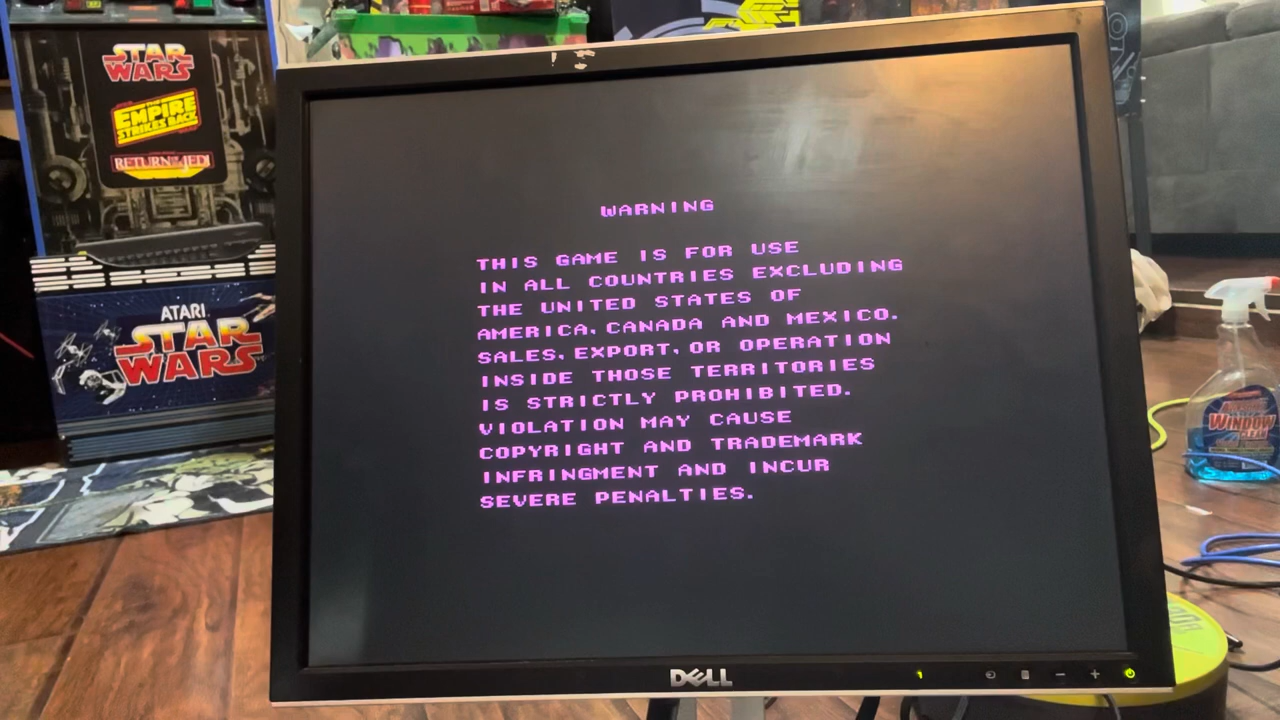 STAR
WARS
THE
EMPIRE
STRIKES BACK
RETURN OF THE JEDI
ATARI
STAR
WARS
WARNING
THIS GAME IS FOR USE
IN ALL COUNTRIES EXCLUDING
THE UNITED STATES OF
AMERICA, CANADA AND MEXICO.
SALES, EXPORT, OR OPERATION
INSIDE THOSE TERRITORIES
IS STRICTLY PROHIBITED.
VIOLATION MAY CAUSE
COPYRIGHT AND TRADEMARK
INFRINGMENT AND INCUR
SEVERE PENALTIES.
DELL
WINDOW